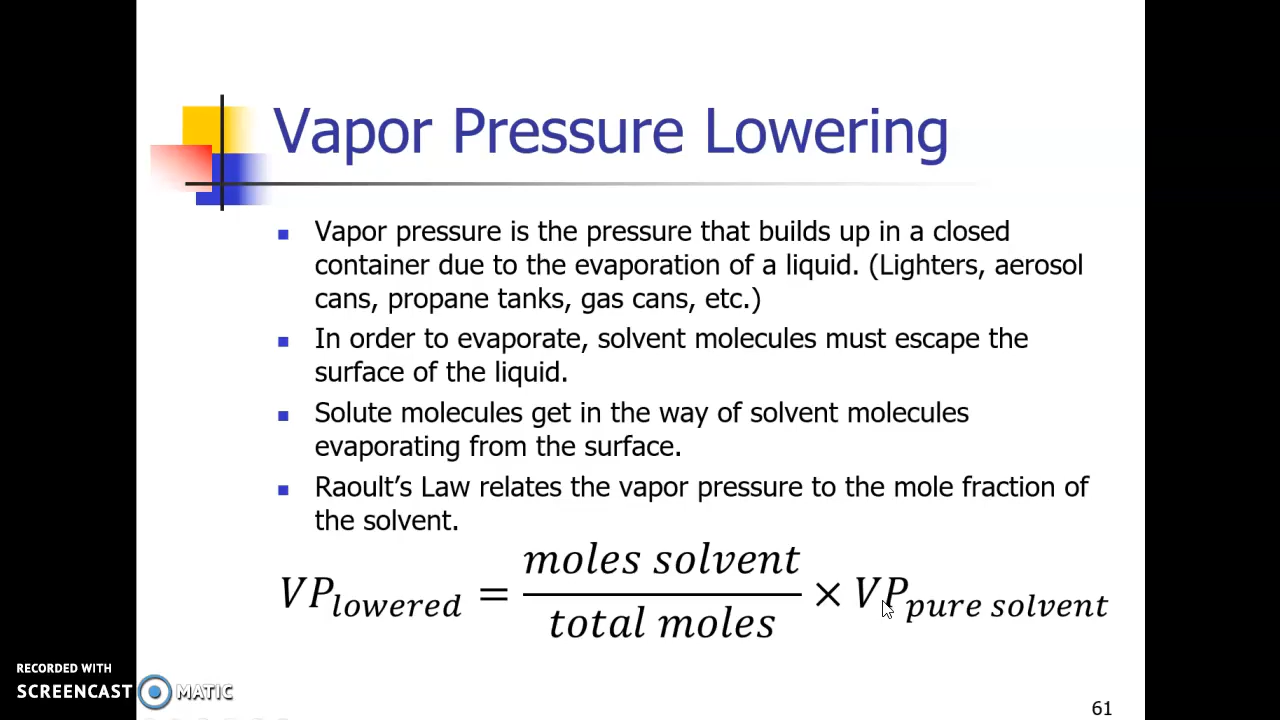 Vapor Pressure Lowering
Vapor pressure is the pressure that builds up in a closed
container due to the evaporation of a liquid. (Lighters, aerosol
cans, propane tanks, gas cans, etc.)
In order to evaporate, solvent molecules must escape the
surface of the liquid.
Solute molecules get in the way of solvent molecules
evaporating from the surface.
Raoult's Law relates the vapor pressure to the mole fraction of
the solvent.
VP_lowered = moles solvent / total moles × VP_pure solvent
RECORDED WITH
SCREENCAST MATIC
61